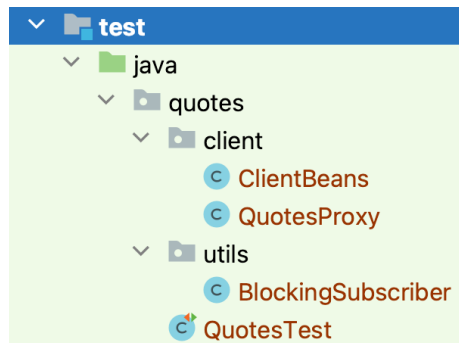 test
java
quotes
client
C ClientBeans
C QuotesProxy
utils
C BlockingSubscriber
C QuotesTest